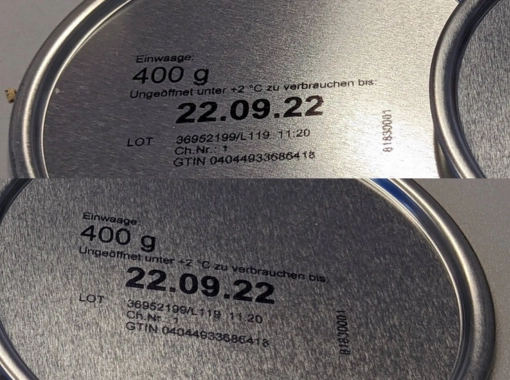 Einwaage:
400 g
Ungeöffnet unter +2 °C zu verbrauchen bis:
22.09.22
LOT 36952199/L119 11:20
Ch.Nr.: 1
GTIN 04044933686418
81830001
Einwaage:
400 g
Ungeöffnet unter +2 °C zu verbrauchen bis:
22.09.22
LOT 36952199/L119 11:20
Ch.Nr.: 1
GTIN 04044933686418
81830001